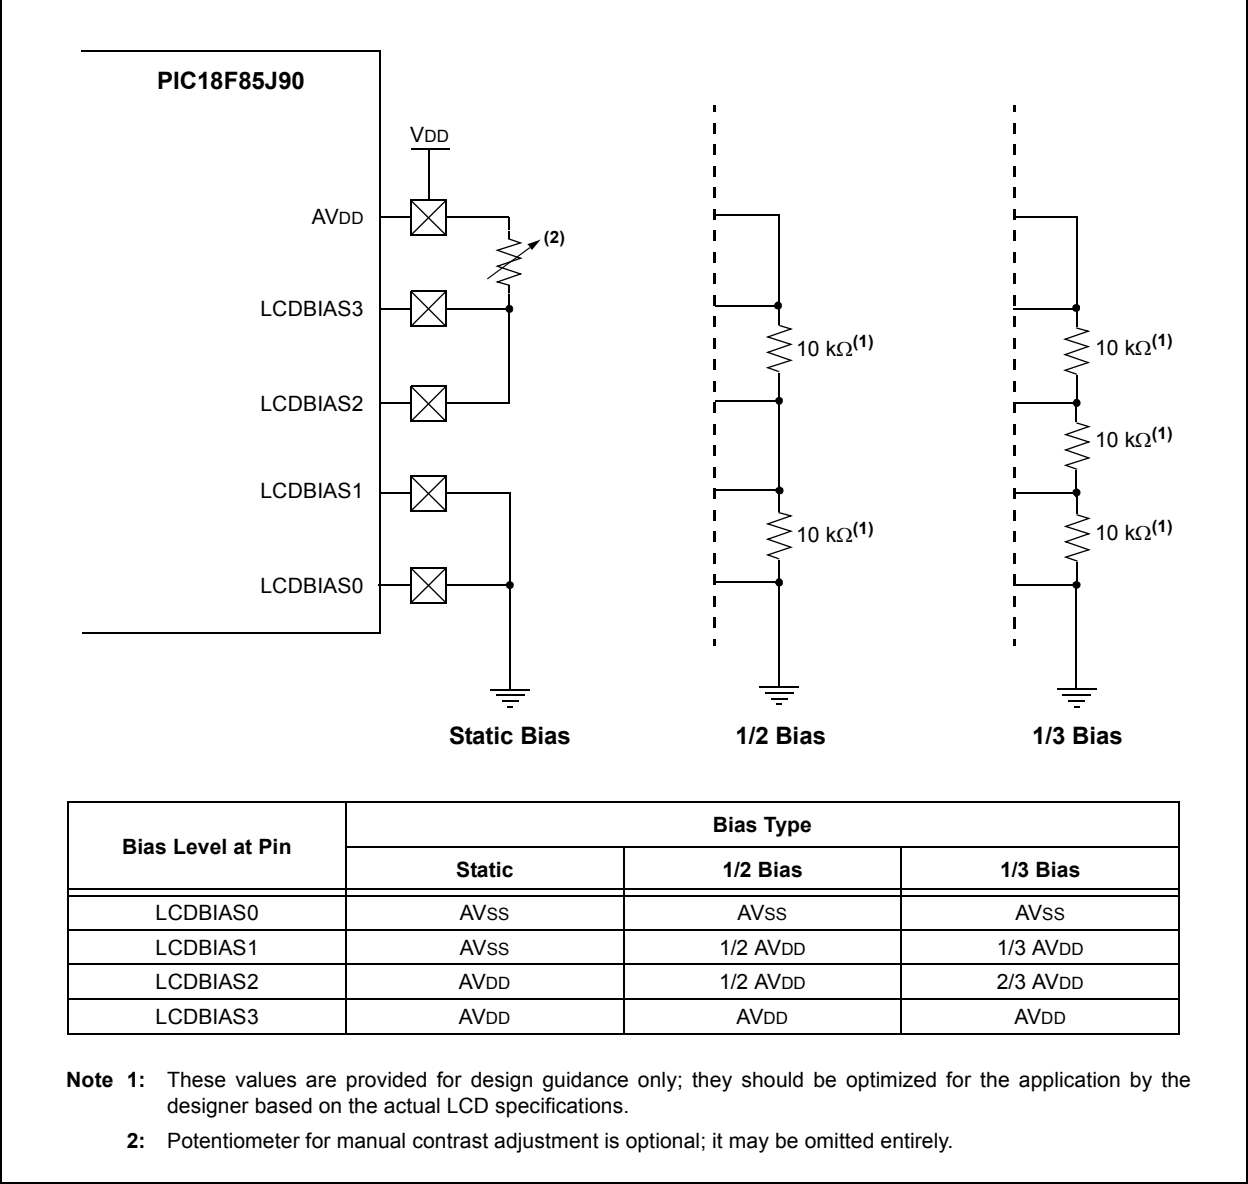 PIC18F85J90
VDD
AVDD
(2)
LCDBIAS3
10 kΩ(1)
10 kΩ(1)
LCDBIAS2
10 kΩ(1)
LCDBIAS1
10 kΩ(1)
10 kΩ(1)
LCDBIAS0
Static Bias 1/2 Bias 1/3 Bias
Bias Level at Pin
Bias Type
Static 1/2 Bias 1/3 Bias
LCDBIAS0 AVSS AVSS AVSS
LCDBIAS1 AVSS 1/2 AVDD 1/3 AVDD
LCDBIAS2 AVDD 1/2 AVDD 2/3 AVDD
LCDBIAS3 AVDD AVDD AVDD
Note 1: These values are provided for design guidance only; they should be optimized for the application by the
designer based on the actual LCD specifications.
2: Potentiometer for manual contrast adjustment is optional; it may be omitted entirely.